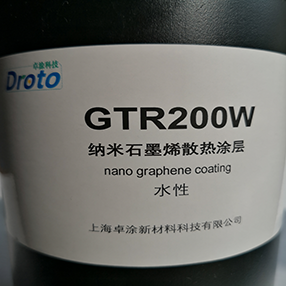 卓涂科技
Droto
GTR200W
纳米石墨烯散热涂层
nano graphene coating
水性
上海卓涂新材料科技有限公司